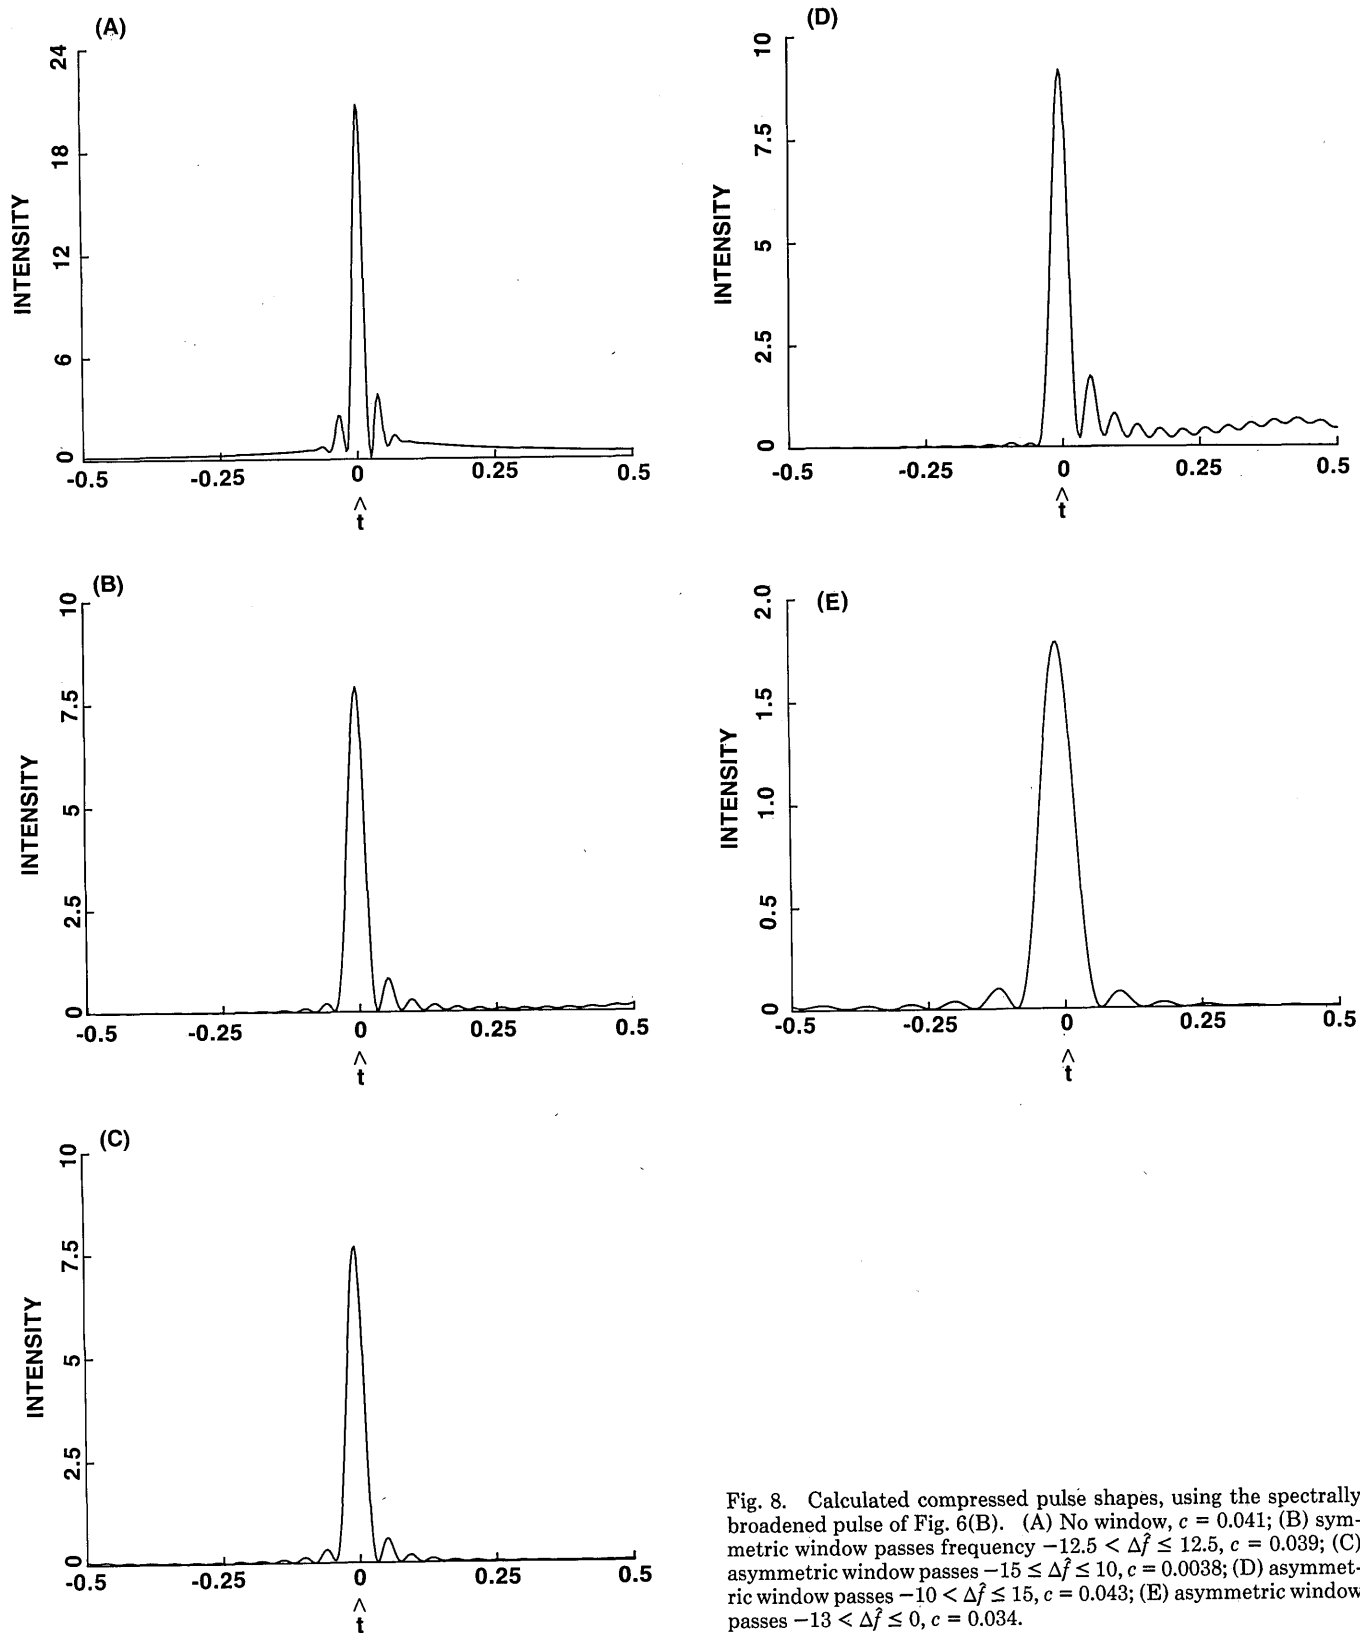 (A)
24
18
12
6
0
INTENSITY
-0.5 -0.25 0 0.25 0.5
^
t
(B)
10
7.5
5
2.5
0
INTENSITY
-0.5 -0.25 0 0.25 0.5
^
t
(C)
10
7.5
5
2.5
0
INTENSITY
-0.5 -0.25 0 0.25 0.5
^
t
(D)
10
7.5
5
2.5
0
INTENSITY
-0.5 -0.25 0 0.25 0.5
^
t
(E)
2.0
1.5
1.0
0.5
0
INTENSITY
-0.5 -0.25 0 0.25 0.5
^
t
Fig. 8. Calculated compressed pulse shapes, using the spectrally
broadened pulse of Fig. 6(B). (A) No window, c = 0.041; (B) sym-
metric window passes frequency −12.5 < Δf̂ ≤ 12.5, c = 0.039; (C)
asymmetric window passes −15 ≤ Δf̂ ≤ 10, c = 0.0038; (D) asymmet-
ric window passes −10 < Δf̂ ≤ 15, c = 0.043; (E) asymmetric window
passes −13 < Δf̂ ≤ 0, c = 0.034.